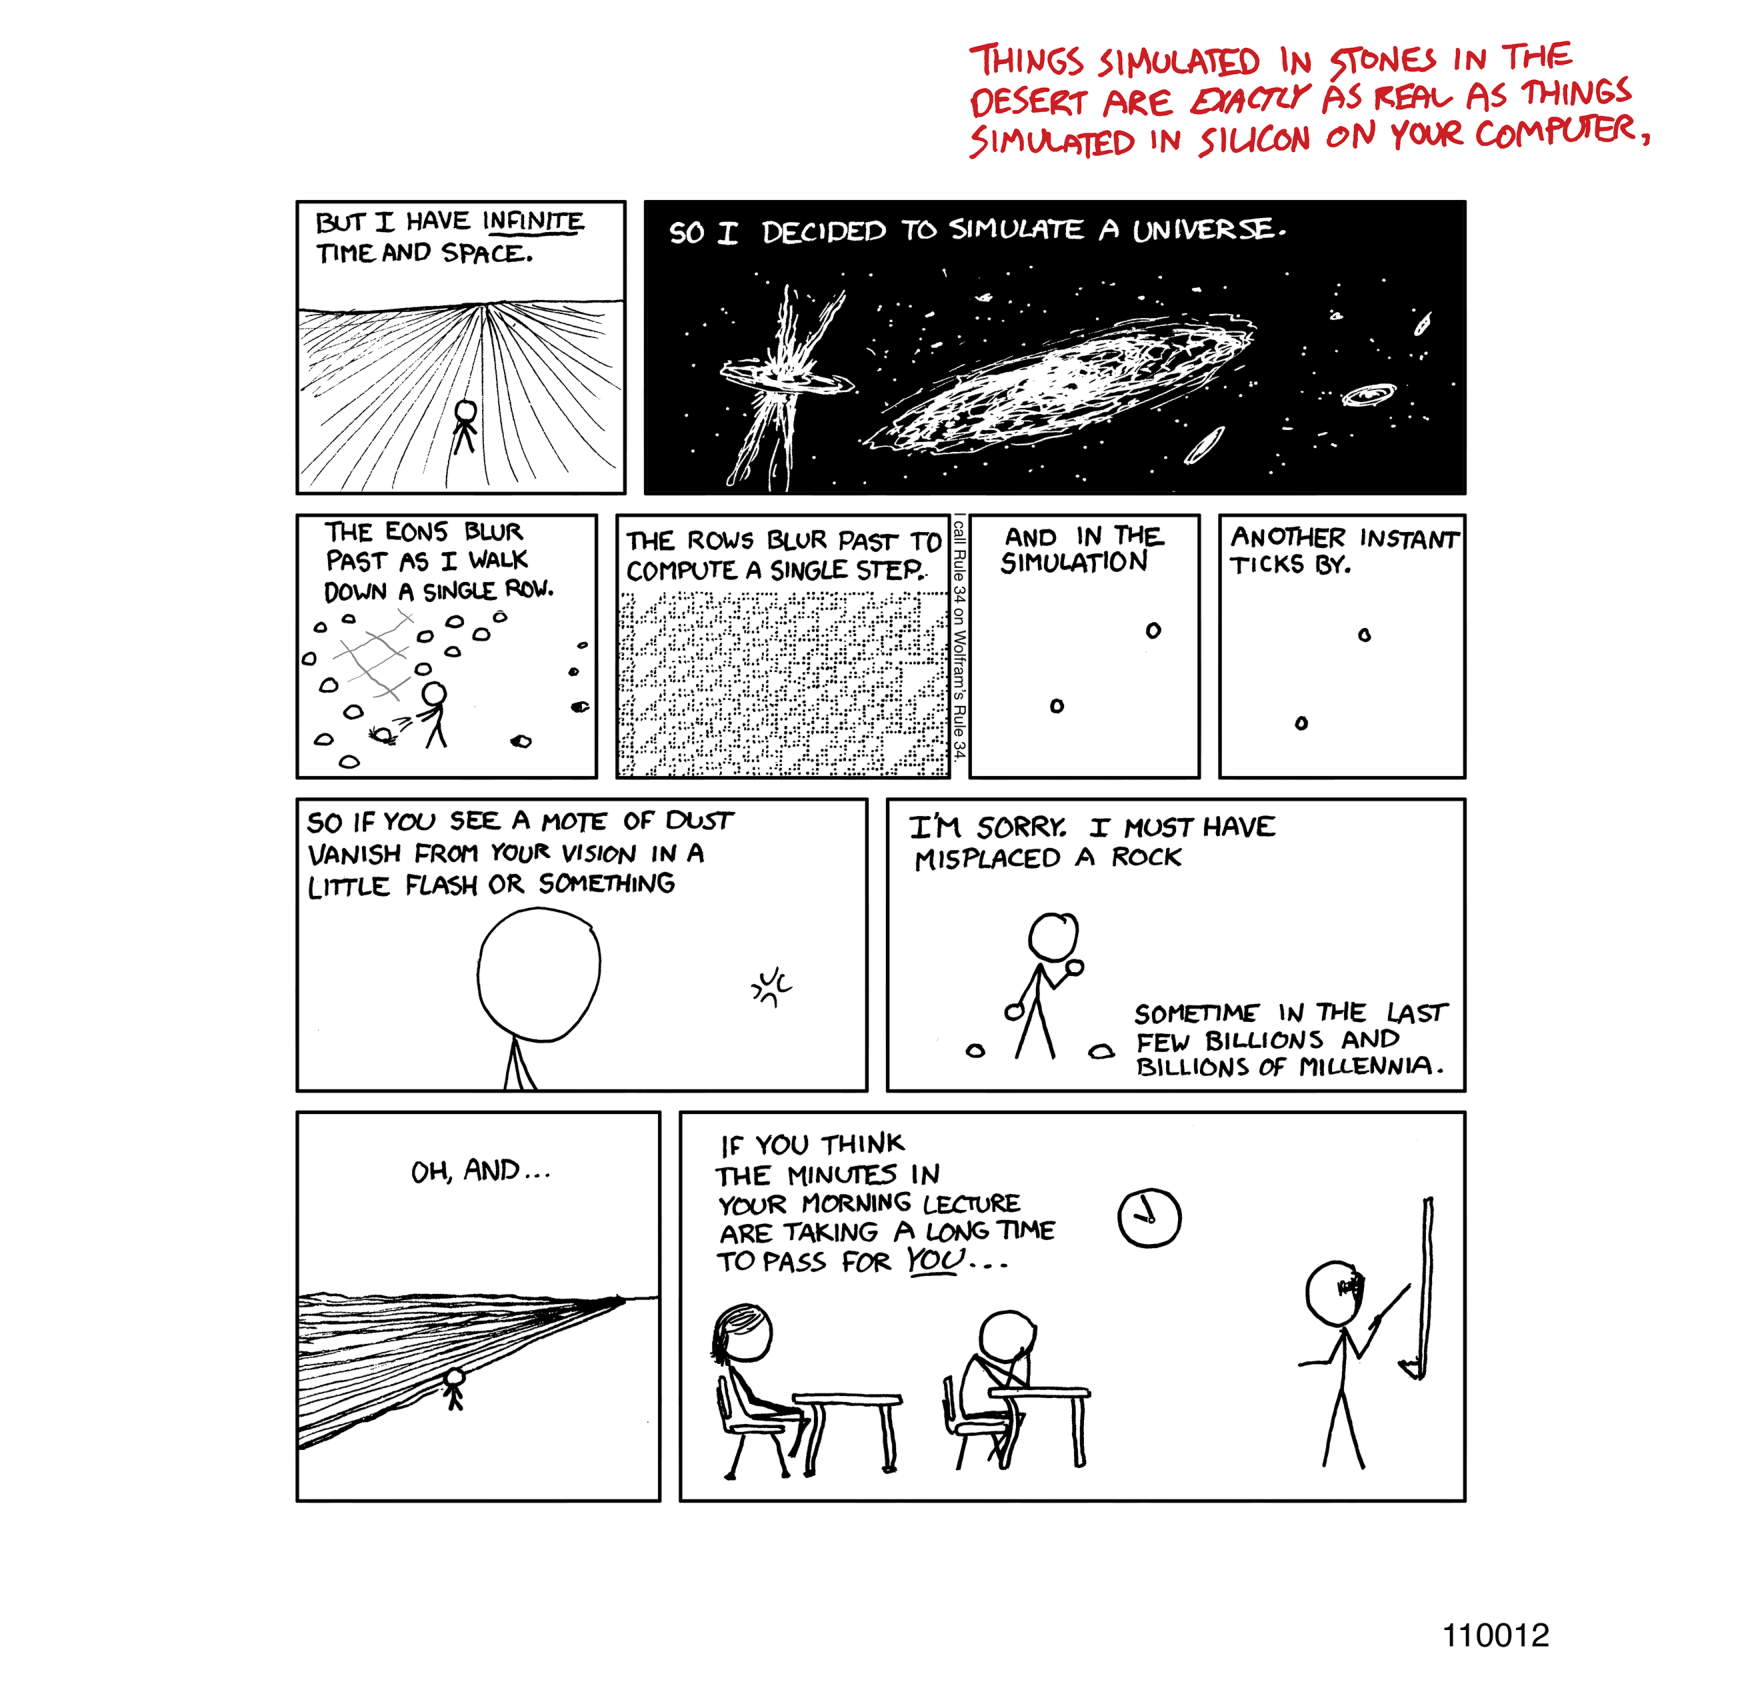 THINGS SIMULATED IN STONES IN THE
DESERT ARE EXACTLY AS REAL AS THINGS
SIMULATED IN SILICON ON YOUR COMPUTER,
BUT I HAVE INFINITE
TIME AND SPACE.
SO I DECIDED TO SIMULATE A UNIVERSE.
THE EONS BLUR
PAST AS I WALK
DOWN A SINGLE ROW.
THE ROWS BLUR PAST TO
COMPUTE A SINGLE STEP.
I call Rule 34 on Wolfram's Rule 34.
AND IN THE
SIMULATION
ANOTHER INSTANT
TICKS BY.
SO IF YOU SEE A MOTE OF DUST
VANISH FROM YOUR VISION IN A
LITTLE FLASH OR SOMETHING
I'M SORRY. I MUST HAVE
MISPLACED A ROCK
SOMETIME IN THE LAST
FEW BILLIONS AND
BILLIONS OF MILLENNIA.
OH, AND...
IF YOU THINK
THE MINUTES IN
YOUR MORNING LECTURE
ARE TAKING A LONG TIME
TO PASS FOR YOU...
110012